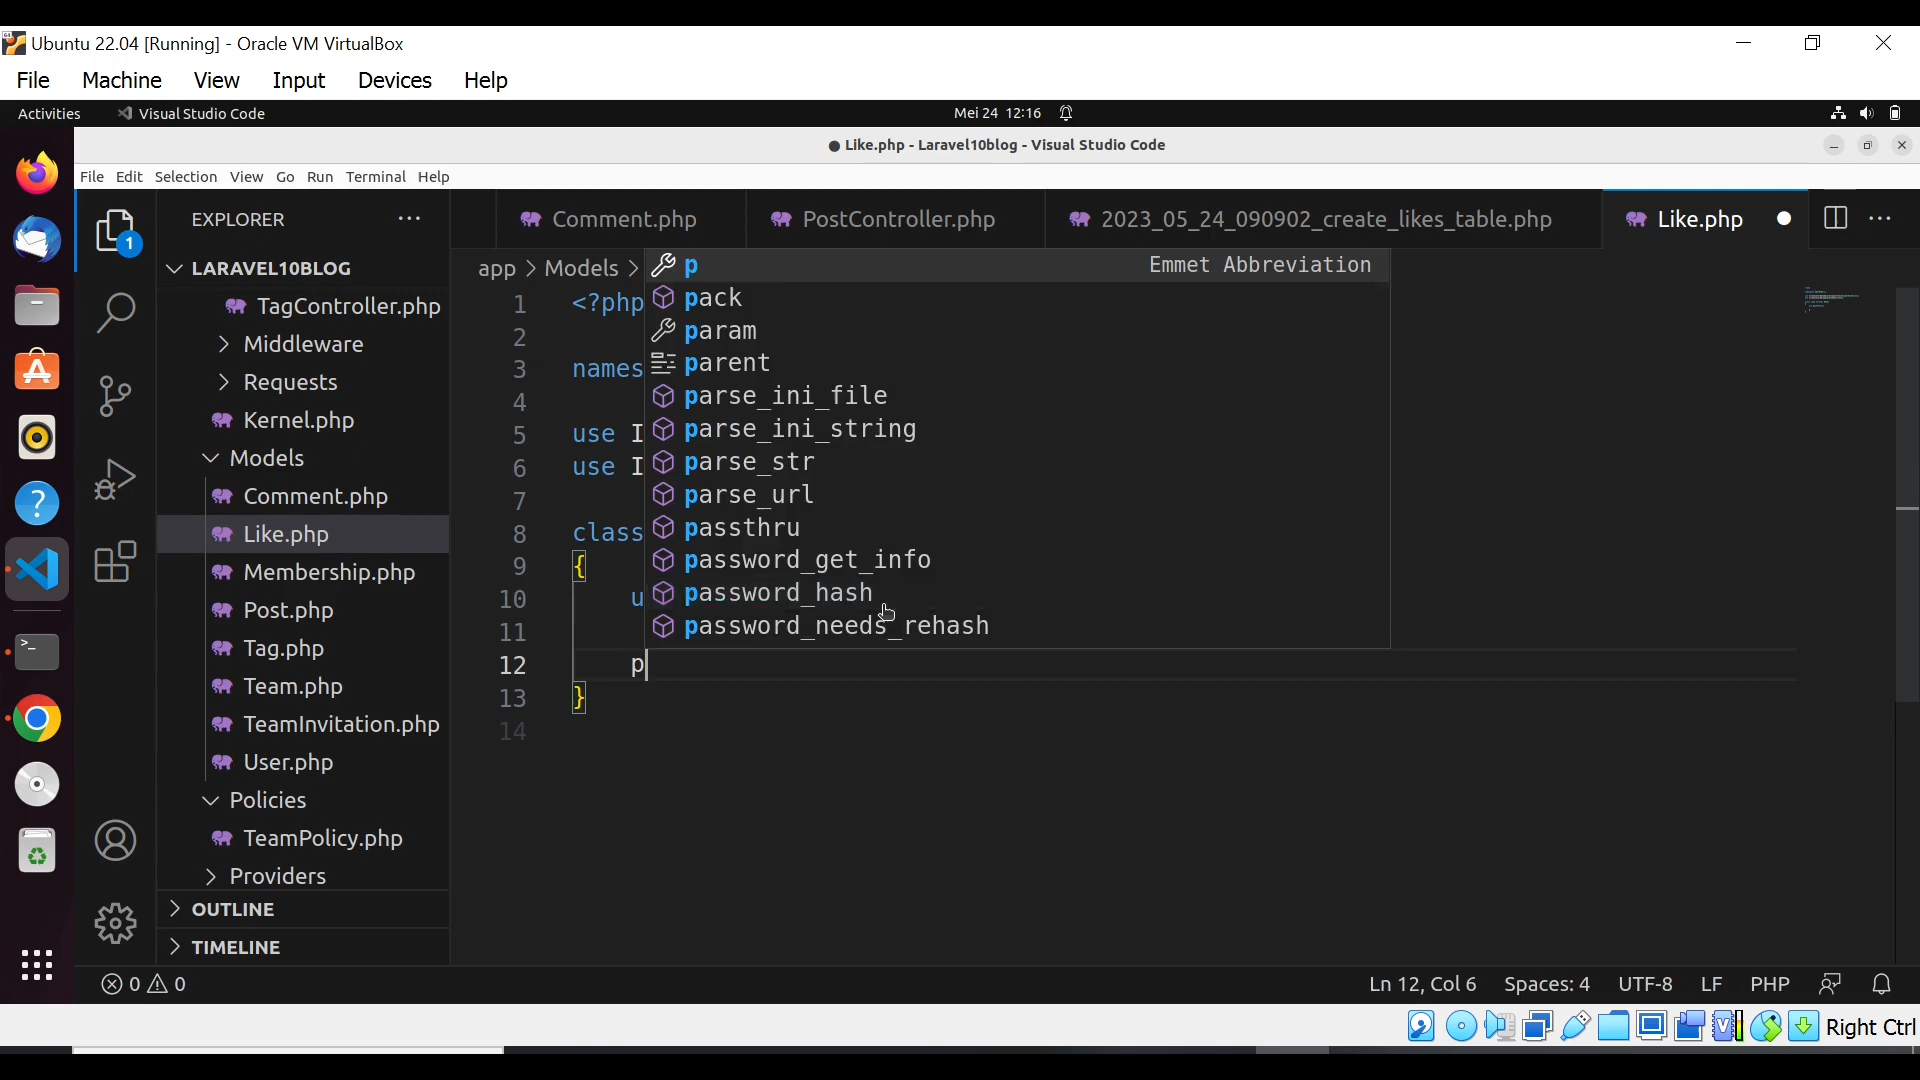 Ubuntu 22.04 [Running] - Oracle VM VirtualBox
File Machine View Input Devices Help
Activities Visual Studio Code Mei 24 12:16
● Like.php - Laravel10blog - Visual Studio Code
File Edit Selection View Go Run Terminal Help
EXPLORER ···
Comment.php PostController.php 2023_05_24_090902_create_likes_table.php Like.php
1
LARAVEL10BLOG
TagController.php
Middleware
Requests
Kernel.php
Models
Comment.php
Like.php
Membership.php
Post.php
Tag.php
Team.php
TeamInvitation.php
User.php
Policies
TeamPolicy.php
Providers
OUTLINE
TIMELINE
app > Models >
1 <?php
2
3 names
4
5 use I
6 use I
7
8 class
9 {
10 u
11
12 p
13 }
14
p Emmet Abbreviation
pack
param
parent
parse_ini_file
parse_ini_string
parse_str
parse_url
passthru
password_get_info
password_hash
password_needs_rehash
0 0 Ln 12, Col 6 Spaces: 4 UTF-8 LF PHP
Right Ctrl